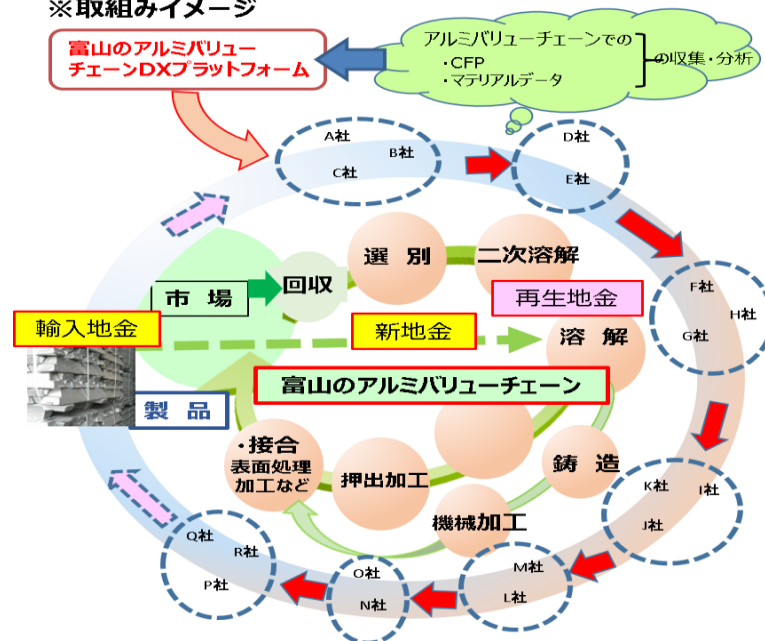 ※取組みイメージ
富山のアルミバリュー
チェーンDXプラットフォーム
アルミバリューチェーンでの
・CFP
・マテリアルデータ
の収集・分析
A社
B社
C社
D社
E社
F社
H社
G社
選 別
二次溶解
回収
市 場
再生地金
輸入地金
新地金
溶 解
富山のアルミバリューチェーン
製 品
・接合
表面処理
加工など
押出加工
鋳 造
機械加工
K社
I社
J社
M社
L社
O社
N社
Q社
R社
P社